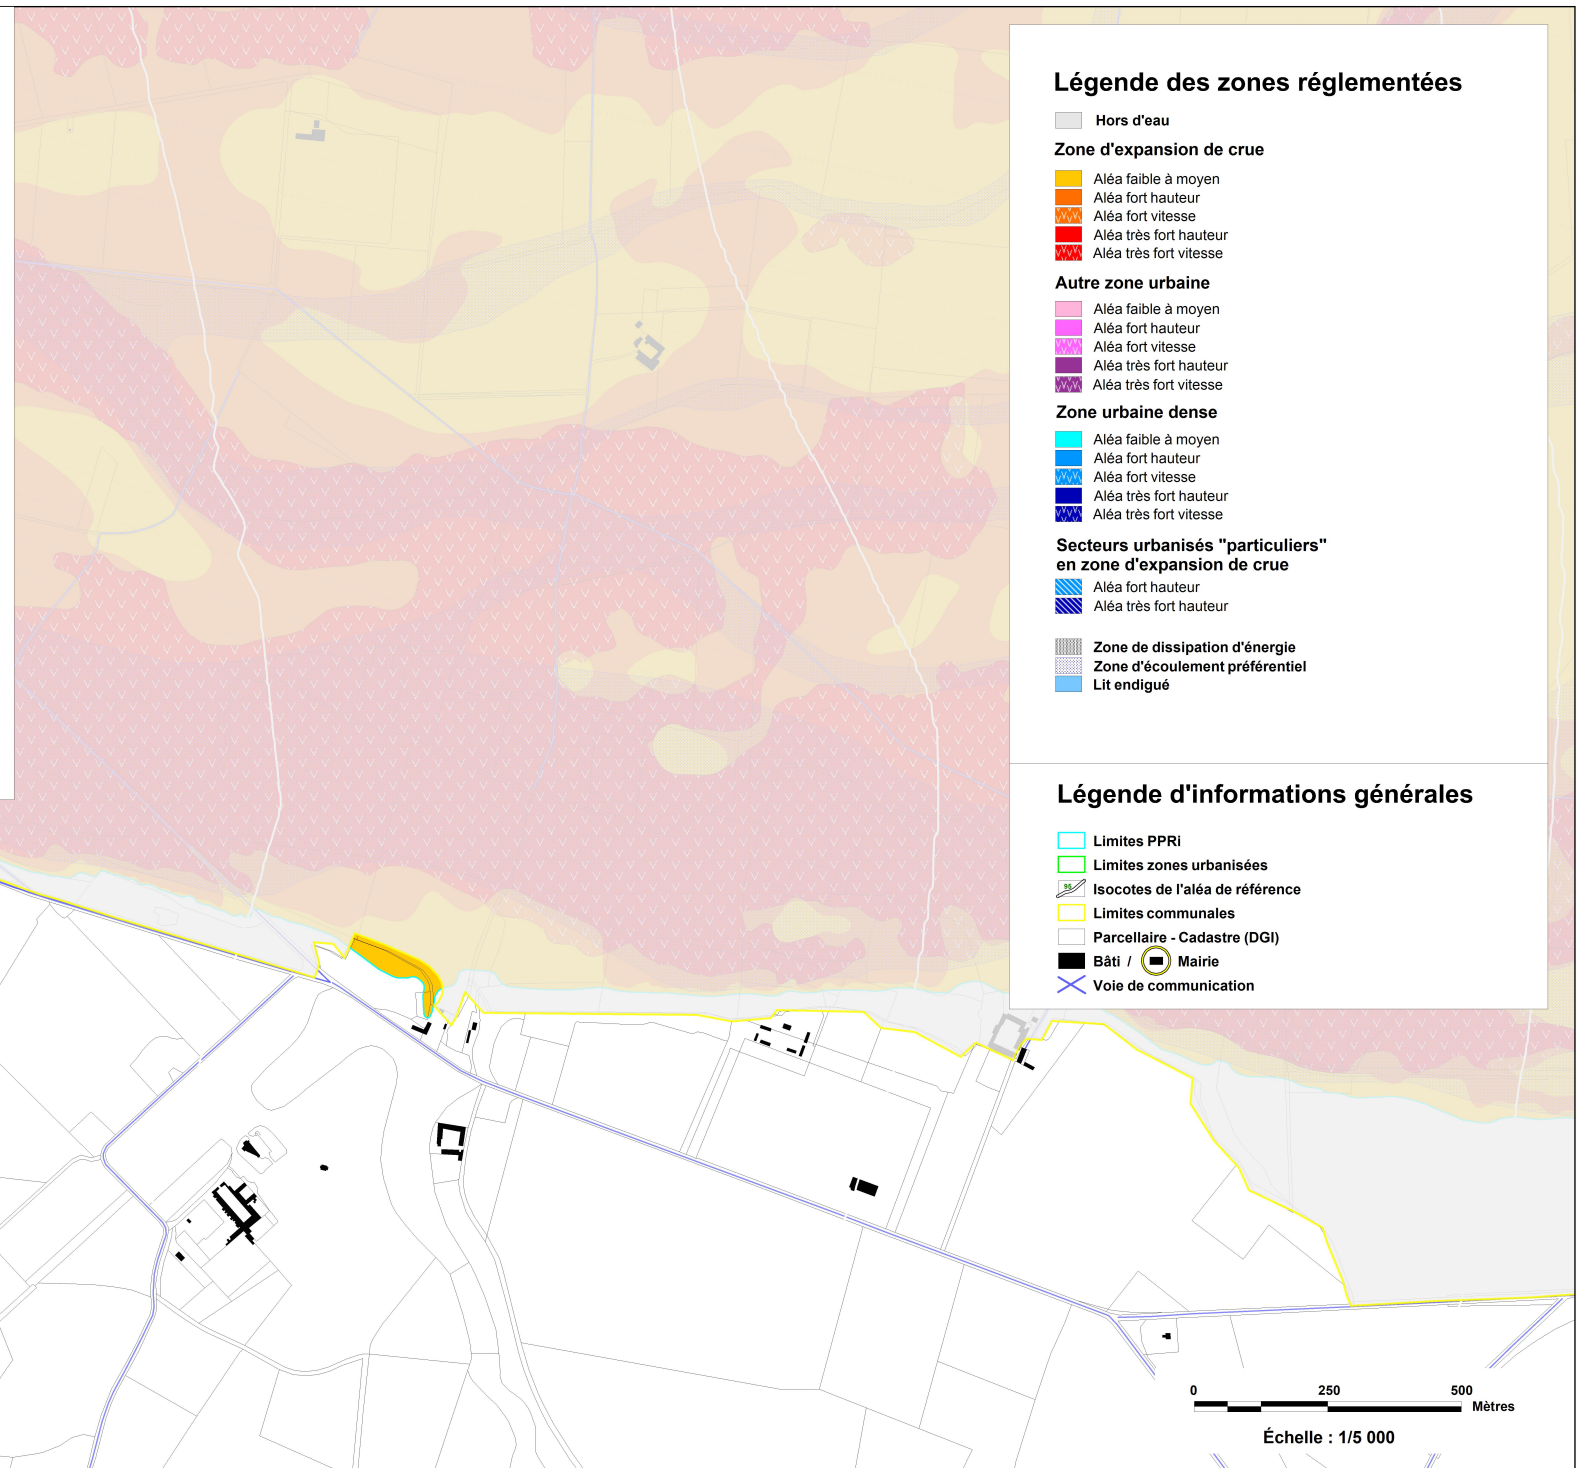 Légende des zones réglementées
Hors d'eau
Zone d'expansion de crue
Aléa faible à moyen
Aléa fort hauteur
Aléa fort vitesse
Aléa très fort hauteur
Aléa très fort vitesse
Autre zone urbaine
Aléa faible à moyen
Aléa fort hauteur
Aléa fort vitesse
Aléa très fort hauteur
Aléa très fort vitesse
Zone urbaine dense
Aléa faible à moyen
Aléa fort hauteur
Aléa fort vitesse
Aléa très fort hauteur
Aléa très fort vitesse
Secteurs urbanisés "particuliers"
en zone d'expansion de crue
Aléa fort hauteur
Aléa très fort hauteur
Zone de dissipation d'énergie
Zone d'écoulement préférentiel
Lit endigué
Légende d'informations générales
Limites PPRi
Limites zones urbanisées
Isocotes de l'aléa de référence
Limites communales
Parcellaire - Cadastre (DGI)
Bâti / Mairie
Voie de communication
0 250 500
Mètres
Échelle : 1/5 000